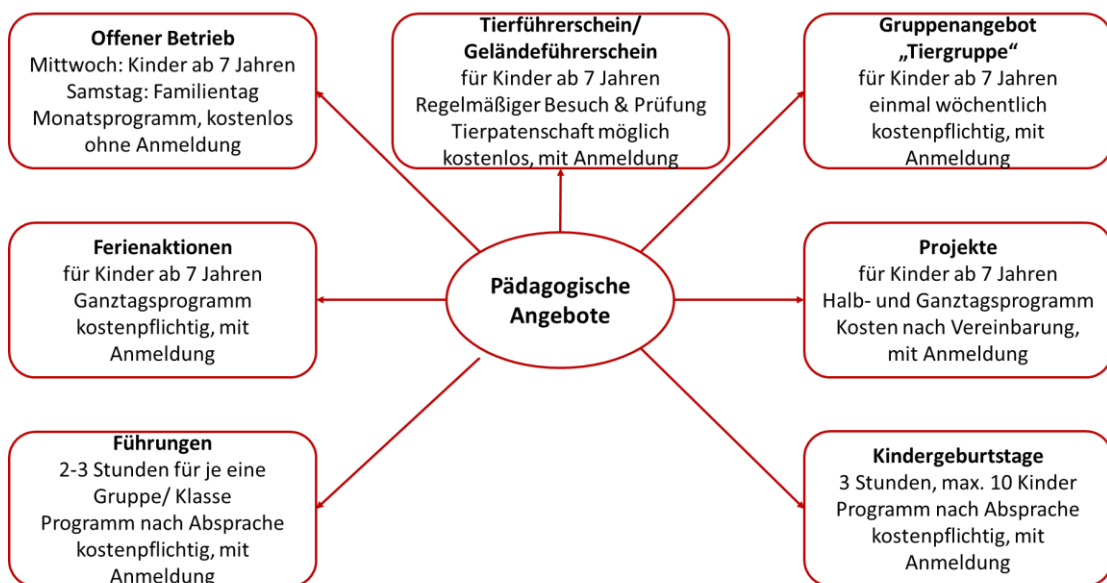 Offener Betrieb
Mittwoch: Kinder ab 7 Jahren
Samstag: Familientag
Monatsprogramm, kostenlos
ohne Anmeldung
Tierführerschein/
Geländeführerschein
für Kinder ab 7 Jahren
Regelmäßiger Besuch & Prüfung
Tierpatenschaft möglich
kostenlos, mit Anmeldung
Gruppenangebot
„Tiergruppe“
für Kinder ab 7 Jahren
einmal wöchentlich
kostenpflichtig, mit
Anmeldung
Ferienaktionen
für Kinder ab 7 Jahren
Ganztagsprogramm
kostenpflichtig, mit
Anmeldung
Pädagogische
Angebote
Projekte
für Kinder ab 7 Jahren
Halb- und Ganztagsprogramm
Kosten nach Vereinbarung,
mit Anmeldung
Führungen
2-3 Stunden für je eine
Gruppe/ Klasse
Programm nach Absprache
kostenpflichtig, mit
Anmeldung
Kindergeburtstage
3 Stunden, max. 10 Kinder
Programm nach Absprache
kostenpflichtig, mit
Anmeldung